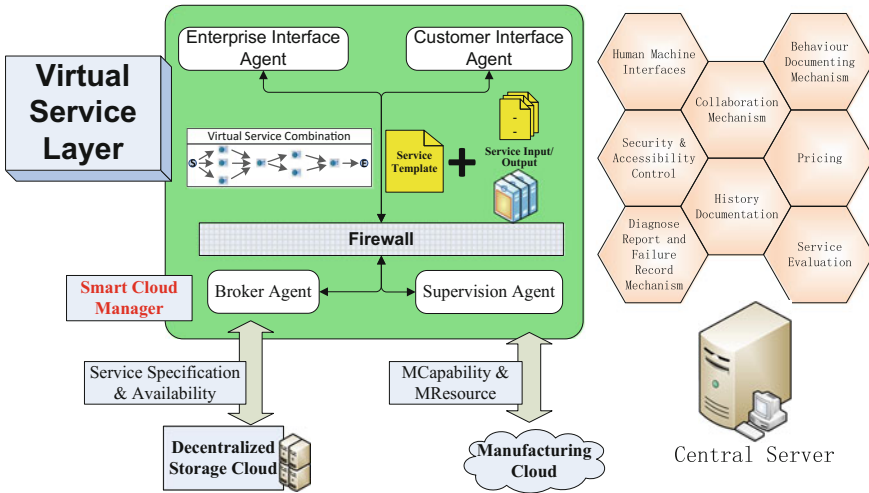 Virtual
Service
Layer
Enterprise Interface
Agent
Customer Interface
Agent
Virtual Service Combination
S
E
Service
Template
Service Input/
Output
Firewall
Smart Cloud
Manager
Broker Agent
Supervision Agent
Service Specification
& Availability
MCapability &
MResource
Decentralized
Storage Cloud
Manufacturing
Cloud
Human Machine
Interfaces
Behaviour
Documenting
Mechanism
Collaboration
Mechanism
Security &
Accessibility
Control
Pricing
History
Documentation
Diagnose
Report and
Failure
Record
Mechanism
Service
Evaluation
Central Server